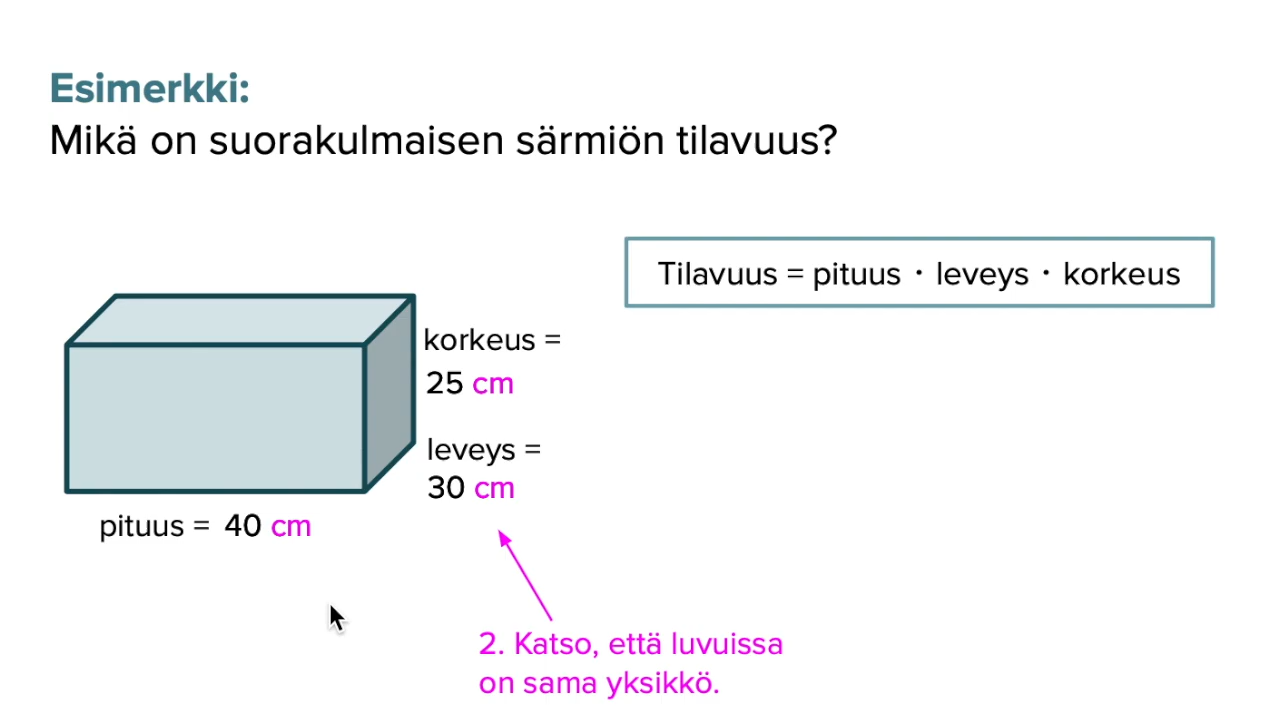 Esimerkki:
Mikä on suorakulmaisen särmiön tilavuus?
Tilavuus = pituus · leveys · korkeus
korkeus =
25 cm
leveys =
30 cm
pituus = 40 cm
2. Katso, että luvuissa
on sama yksikkö.